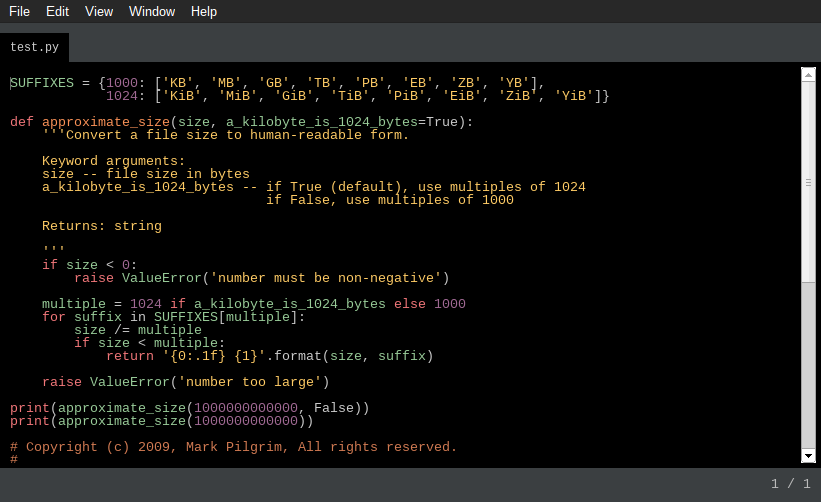 File Edit View Window Help
test.py
SUFFIXES = {1000: ['KB', 'MB', 'GB', 'TB', 'PB', 'EB', 'ZB', 'YB'],
            1024: ['KiB', 'MiB', 'GiB', 'TiB', 'PiB', 'EiB', 'ZiB', 'YiB']}
def approximate_size(size, a_kilobyte_is_1024_bytes=True):
    '''Convert a file size to human-readable form.
    Keyword arguments:
    size -- file size in bytes
    a_kilobyte_is_1024_bytes -- if True (default), use multiples of 1024
                                if False, use multiples of 1000
    Returns: string
    '''
    if size < 0:
        raise ValueError('number must be non-negative')
    multiple = 1024 if a_kilobyte_is_1024_bytes else 1000
    for suffix in SUFFIXES[multiple]:
        size /= multiple
        if size < multiple:
            return '{0:.1f} {1}'.format(size, suffix)
    raise ValueError('number too large')
print(approximate_size(1000000000000, False))
print(approximate_size(1000000000000))
# Copyright (c) 2009, Mark Pilgrim, All rights reserved.
#
1 / 1